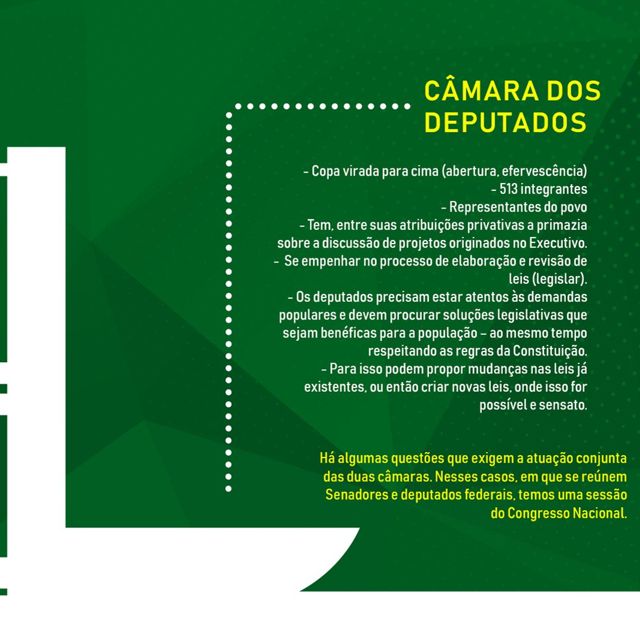 CÂMARA DOS
DEPUTADOS
- Copa virada para cima (abertura, efervescência)
- 513 integrantes
- Representantes do povo
- Tem, entre suas atribuições privativas a primazia
sobre a discussão de projetos originados no Executivo.
- Se empenhar no processo de elaboração e revisão de
leis (legislar).
- Os deputados precisam estar atentos às demandas
populares e devem procurar soluções legislativas que
sejam benéficas para a população – ao mesmo tempo
respeitando as regras da Constituição.
- Para isso podem propor mudanças nas leis já
existentes, ou então criar novas leis, onde isso for
possível e sensato.
Há algumas questões que exigem a atuação conjunta
das duas câmaras. Nesses casos, em que se reúnem
Senadores e deputados federais, temos uma sessão
do Congresso Nacional.